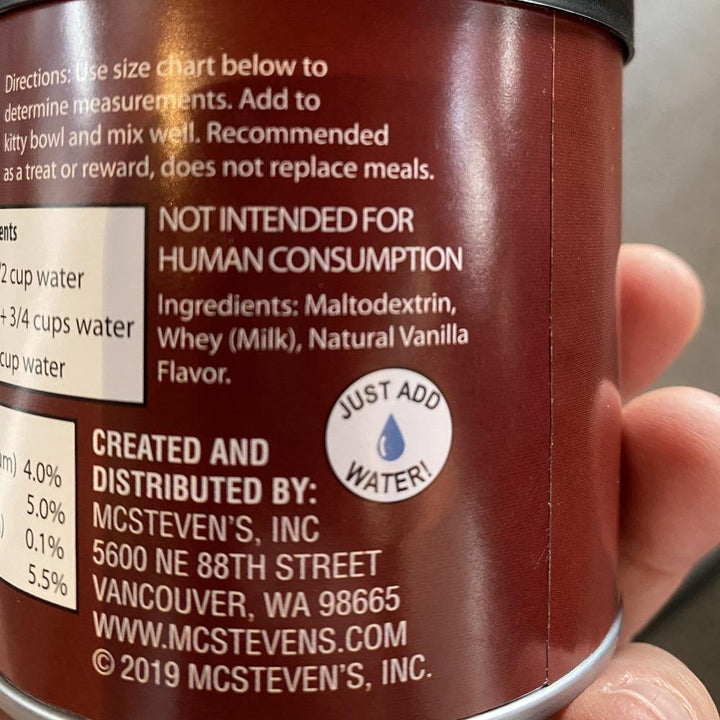 Directions: Use size chart below to
determine measurements. Add to
kitty bowl and mix well. Recommended
as a treat or reward, does not replace meals.
NOT INTENDED FOR
HUMAN CONSUMPTION
ents
/2 cup water
+ 3/4 cups water
cup water
Ingredients: Maltodextrin,
Whey (Milk), Natural Vanilla
Flavor.
JUST ADD
WATER!
um) 4.0%
5.0%
) 0.1%
5.5%
CREATED AND
DISTRIBUTED BY:
MCSTEVEN'S, INC
5600 NE 88TH STREET
VANCOUVER, WA 98665
WWW.MCSTEVENS.COM
© 2019 MCSTEVEN'S, INC.